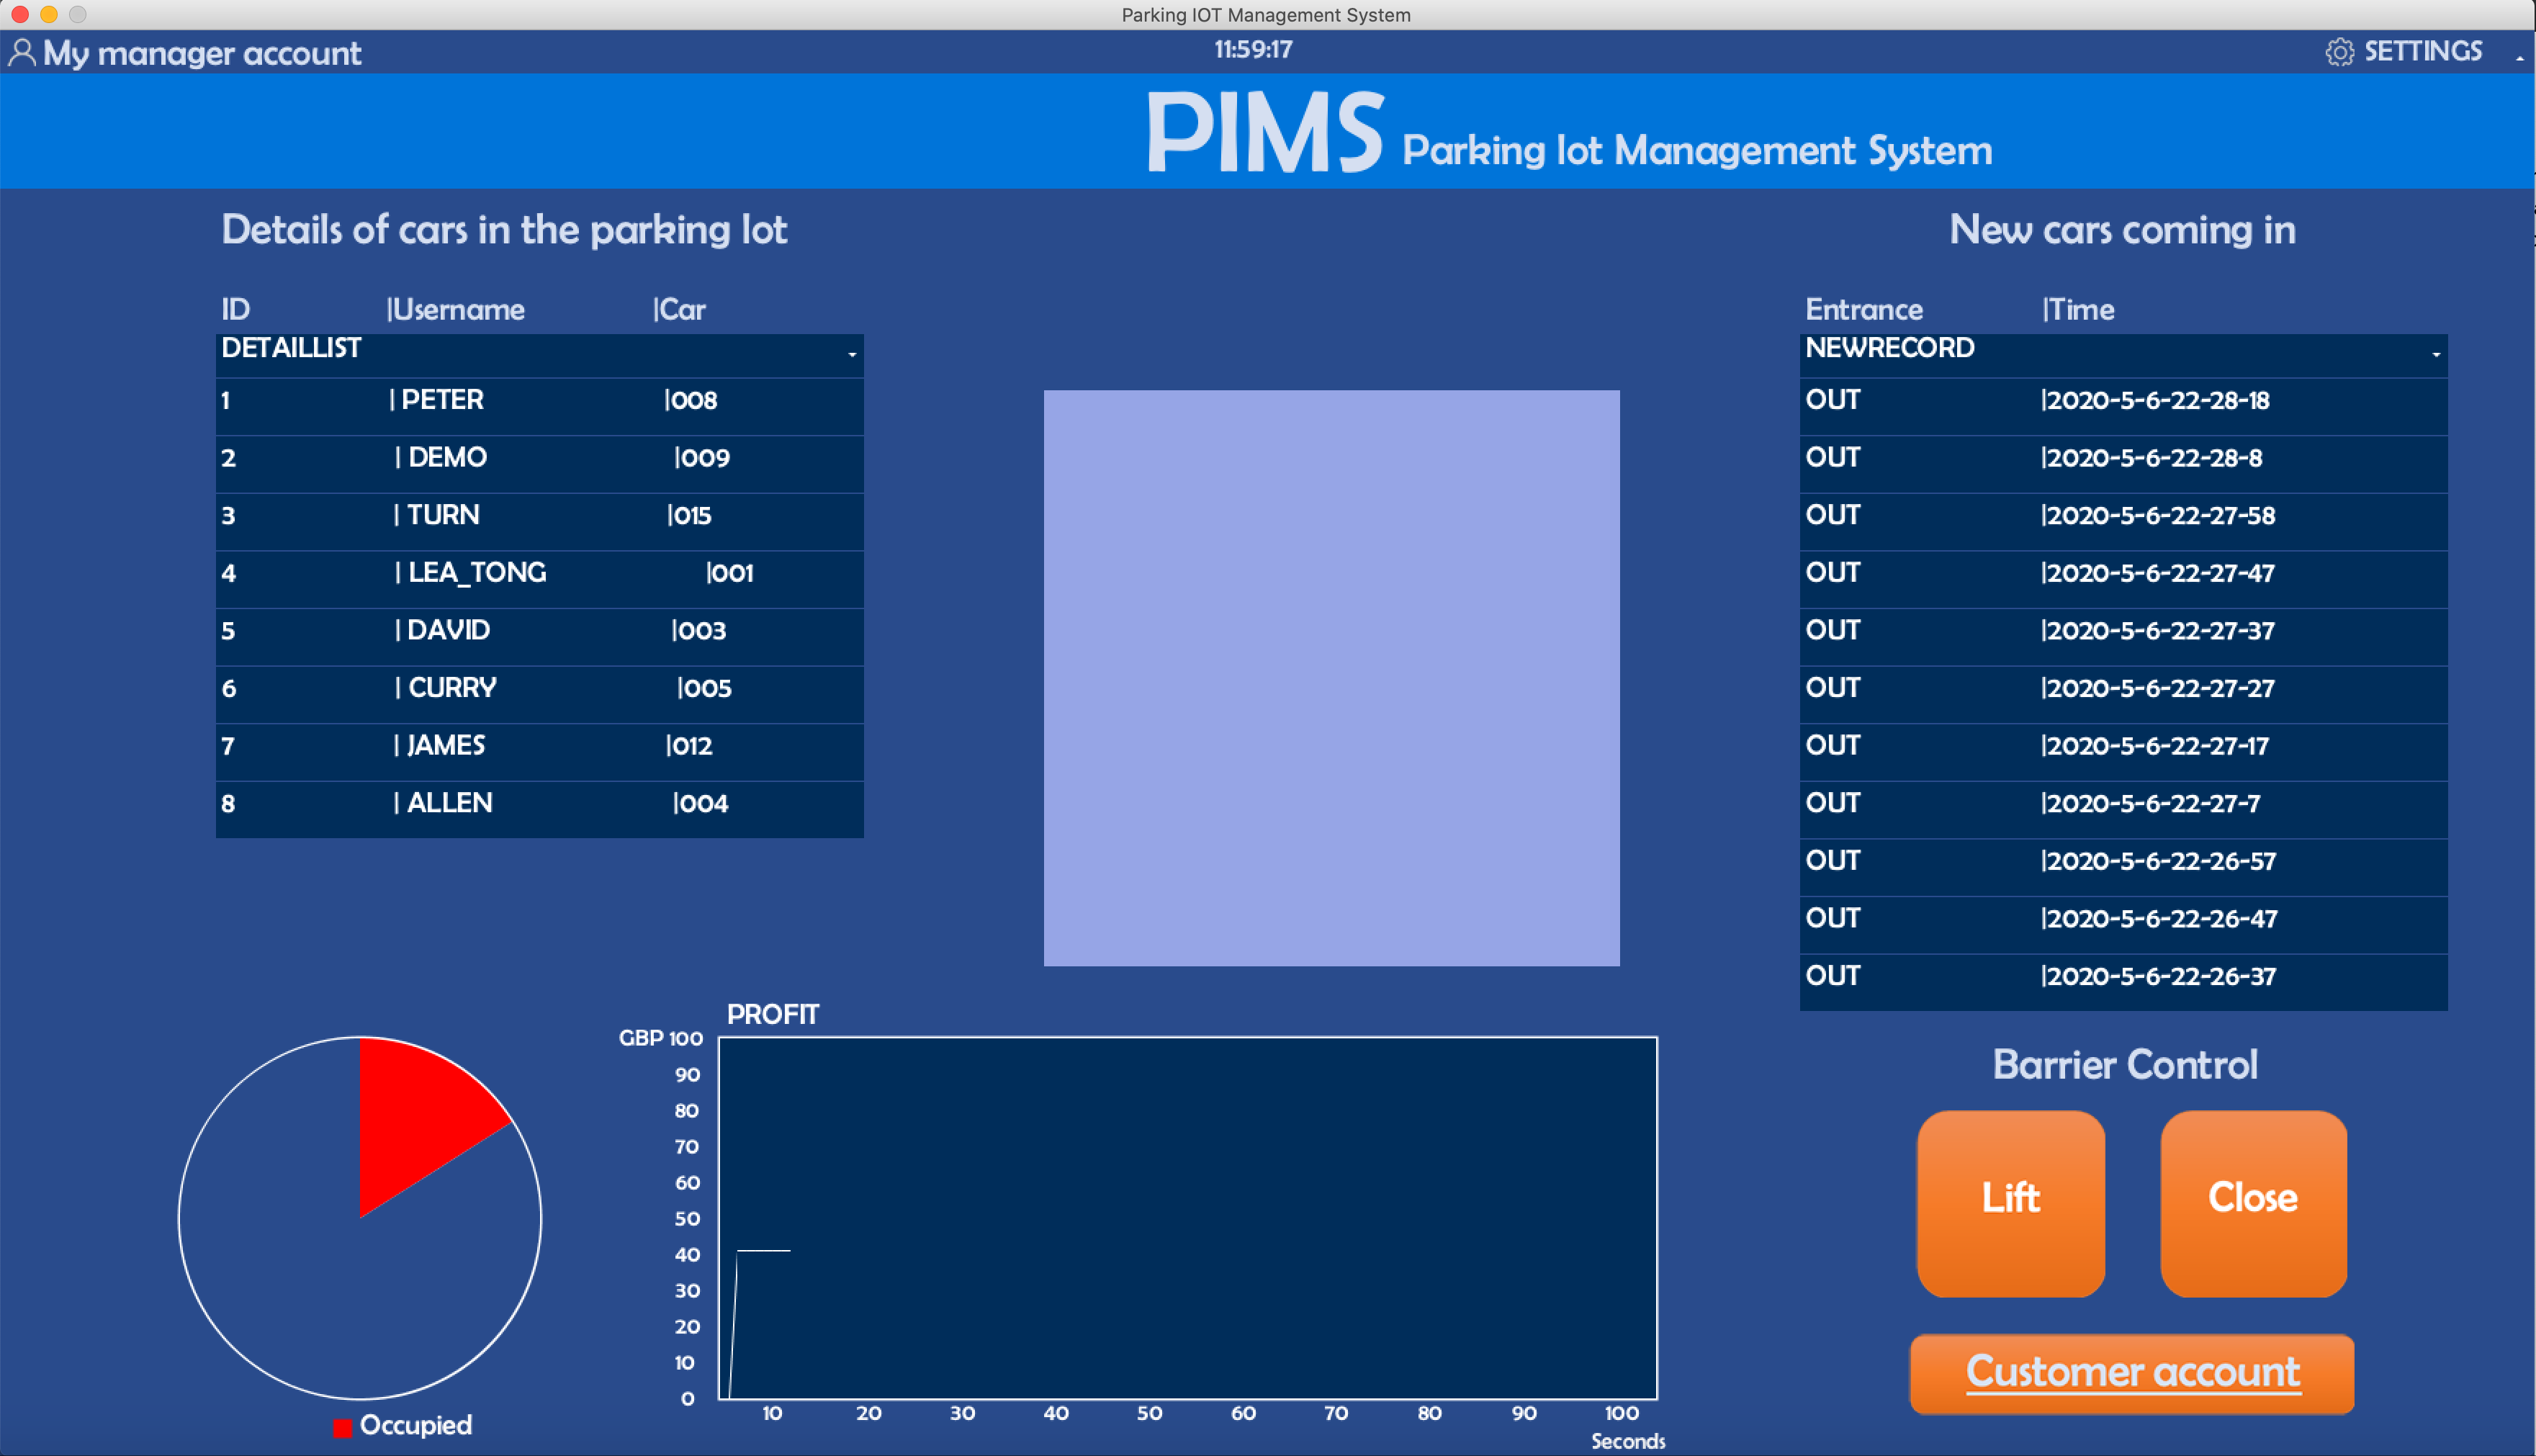 Parking IOT Management System
My manager account
11:59:17
SETTINGS
PIMS Parking lot Management System
Details of cars in the parking lot
ID |Username |Car
DETAILLIST
1 | PETER |008
2 | DEMO |009
3 | TURN |015
4 | LEA_TONG |001
5 | DAVID |003
6 | CURRY |005
7 | JAMES |012
8 | ALLEN |004
New cars coming in
Entrance |Time
NEWRECORD
OUT |2020-5-6-22-28-18
OUT |2020-5-6-22-28-8
OUT |2020-5-6-22-27-58
OUT |2020-5-6-22-27-47
OUT |2020-5-6-22-27-37
OUT |2020-5-6-22-27-27
OUT |2020-5-6-22-27-17
OUT |2020-5-6-22-27-7
OUT |2020-5-6-22-26-57
OUT |2020-5-6-22-26-47
OUT |2020-5-6-22-26-37
Occupied
PROFIT
GBP 100
90
80
70
60
50
40
30
20
10
0
10 20 30 40 50 60 70 80 90 100
Seconds
Barrier Control
Lift
Close
Customer account